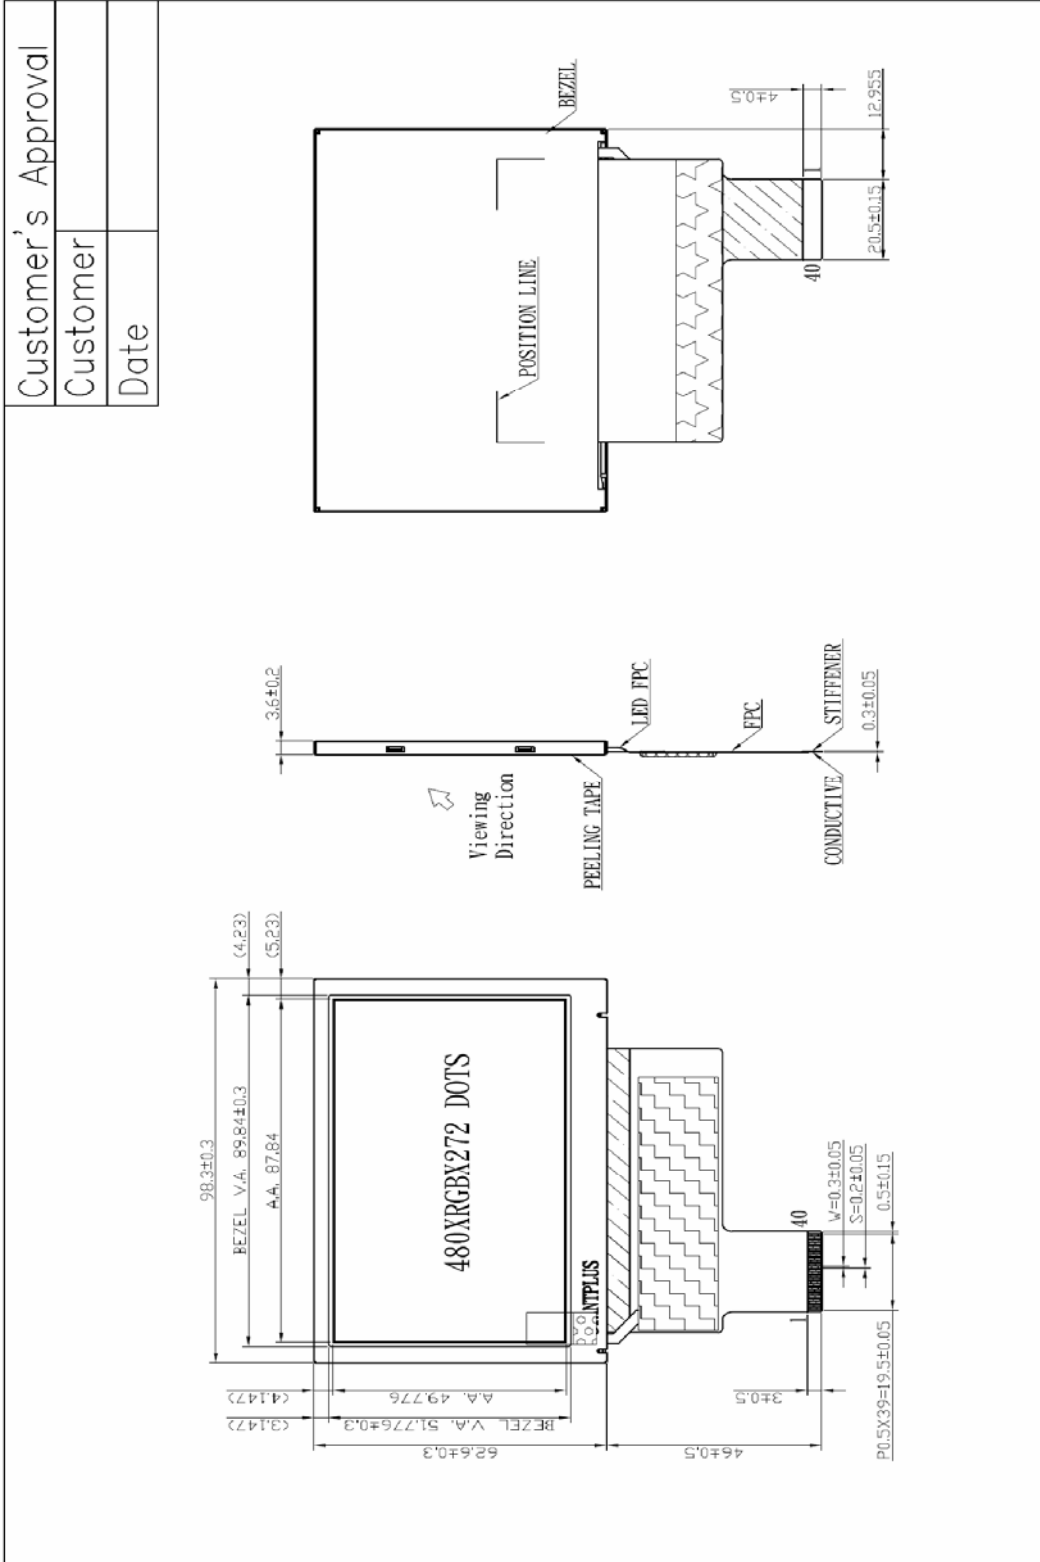 Customer's Approval
Customer
Date
98.3±0.3
BEZEL V.A. 89.84±0.3
A.A. 87.84
(4.23)
(5.23)
480XRGBX272 DOTS
(3.147)
(4.147)
A.A. 49.776
BEZEL V.A. 51.776±0.3
62.6±0.3
46±0.5
3±0.5
1
40
W=0.3±0.05
S=0.2±0.05
0.5±0.15
P0.5X39=19.5±0.05
3.6±0.2
Viewing
Direction
PEELING TAPE
LED FPC
FPC
STIFFENER
CONDUCTIVE
0.3±0.05
BEZEL
POSITION LINE
4±0.5
1
40
20.5±0.15
12.955